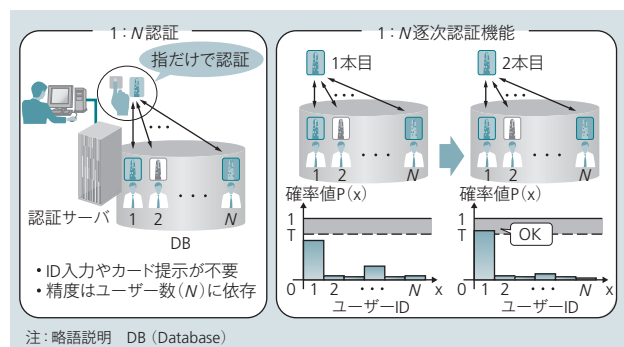 1：N認証
指だけで認証
…
1 2 … N
認証サーバ
DB
・ID入力やカード提示が不要
・精度はユーザー数（N）に依存
1：N逐次認証機能
1本目
…
1 2 … N
確率値P（x）
1
T
0 1 2 … N x
ユーザーID
2本目
…
1 2 … N
確率値P（x）
1
T
OK
0 1 2 … N x
ユーザーID
注：略語説明 DB（Database）